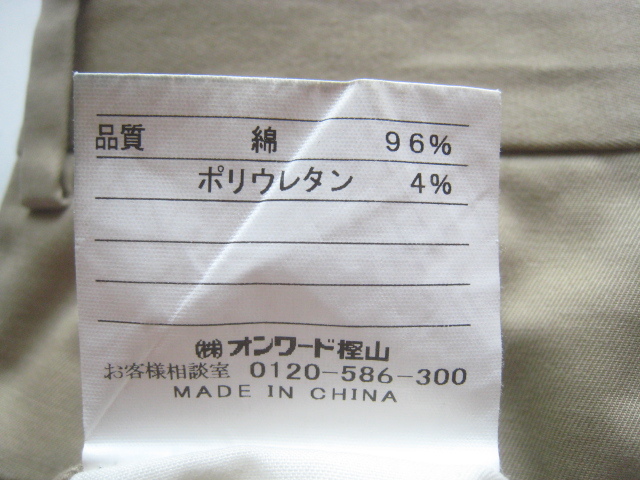 品質 綿 96%
ポリウレタン 4%
㈱オンワード樫山
お客様相談室 0120-586-300
MADE IN CHINA